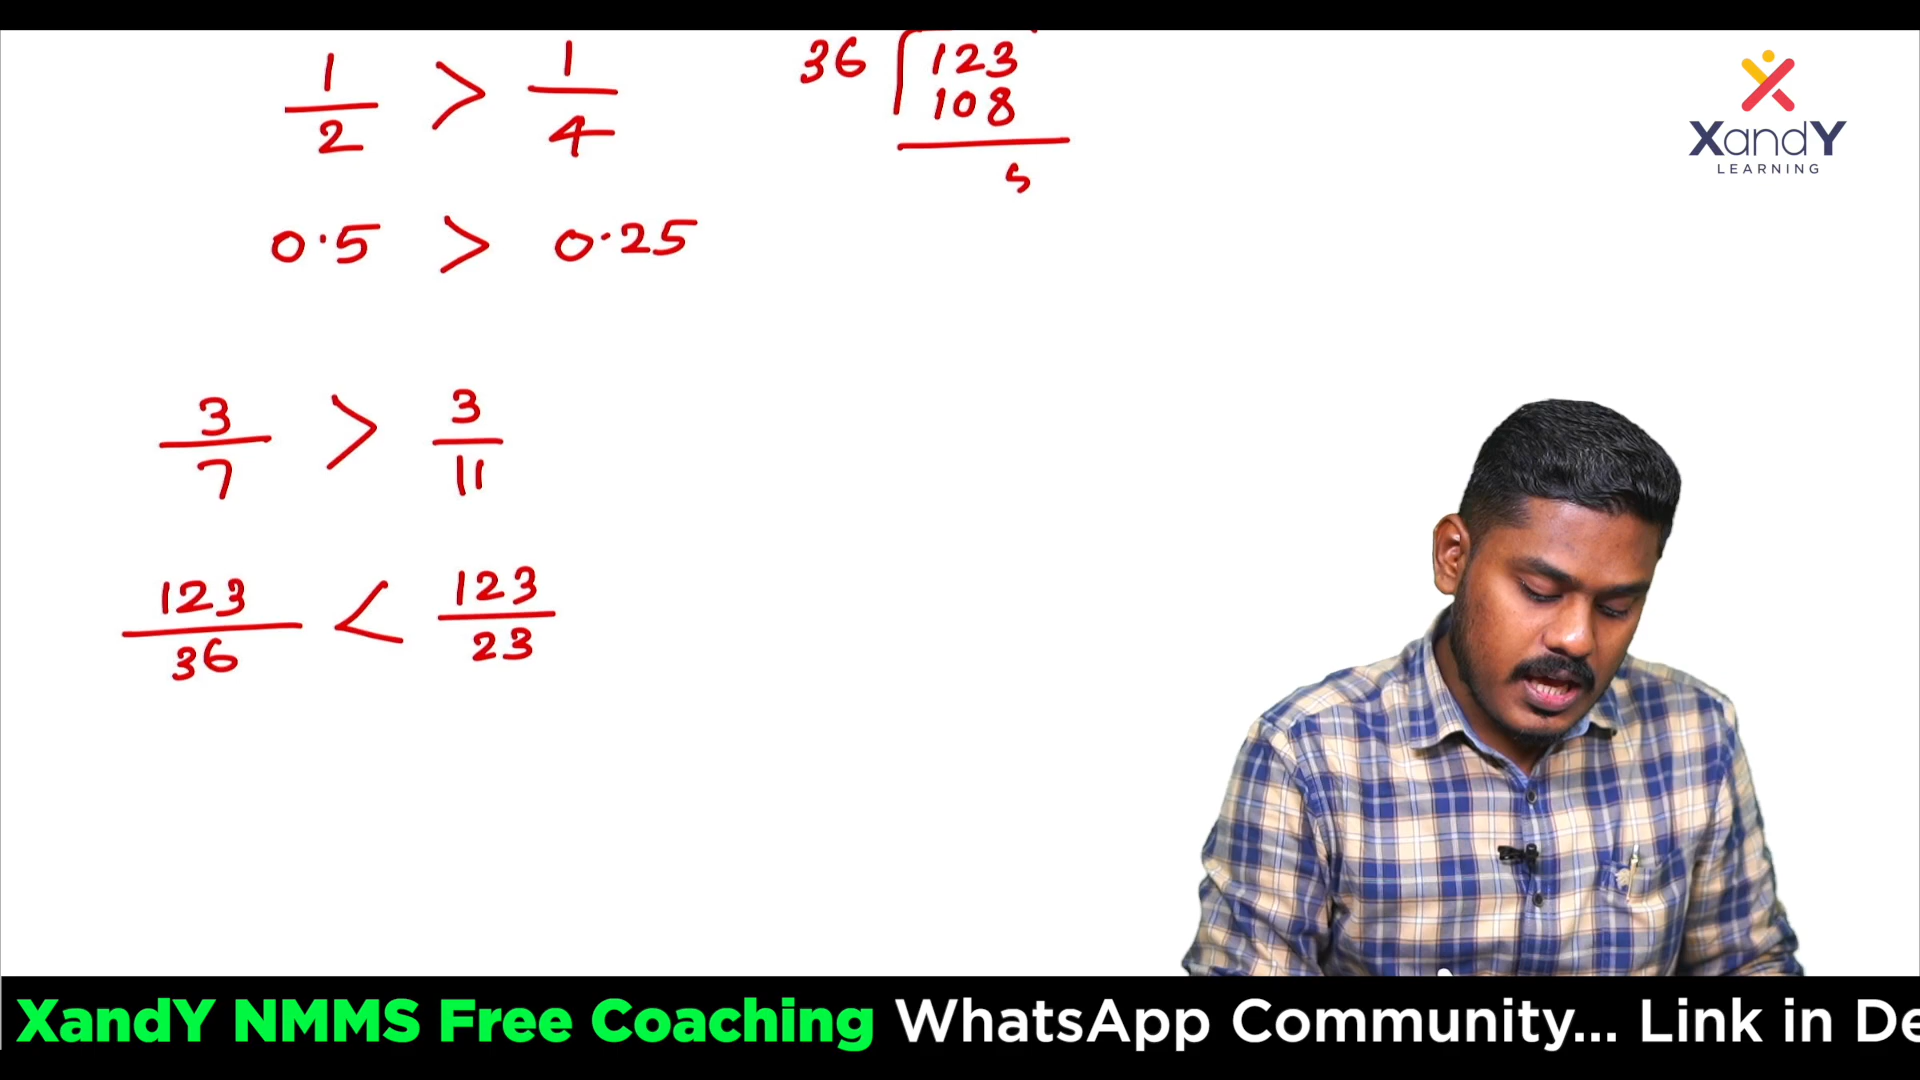 1/2 > 1/4
36 123
108
5
0.5 > 0.25
3/7 > 3/11
123/36 < 123/23
XandY
LEARNING
XandY NMMS Free Coaching WhatsApp Community... Link in De